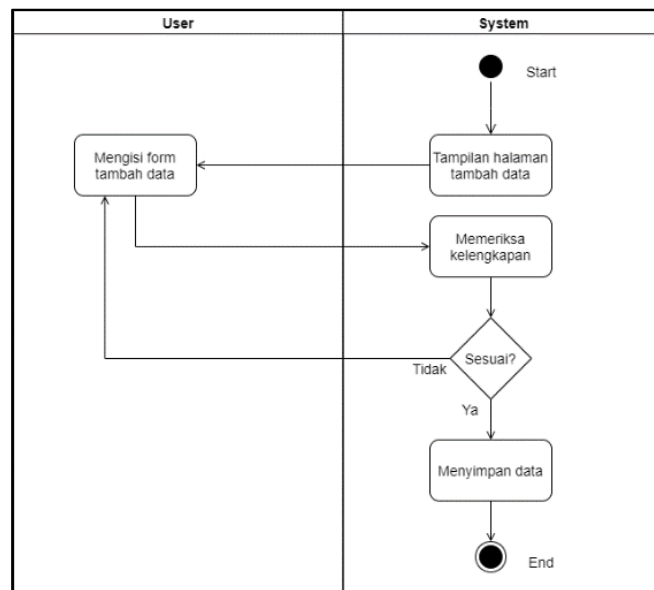 User
System
Start
Tampilan halaman
tambah data
Mengisi form
tambah data
Memeriksa
kelengkapan
Sesuai?
Tidak
Ya
Menyimpan data
End